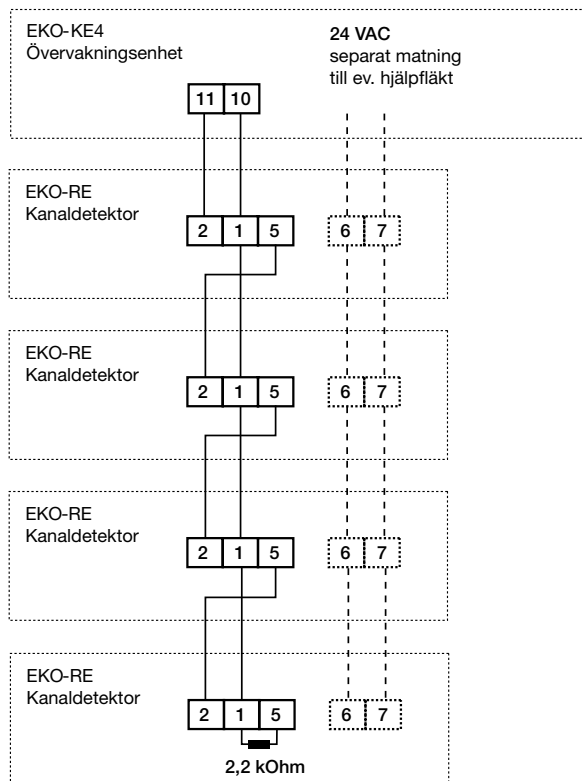 EKO-KE4
Övervakningsenhet
24 VAC
separat matning
till ev. hjälpfläkt
11 10
EKO-RE
Kanaldetektor
2 1 5 6 7
EKO-RE
Kanaldetektor
2 1 5 6 7
EKO-RE
Kanaldetektor
2 1 5 6 7
EKO-RE
Kanaldetektor
2 1 5 6 7
2,2 kOhm